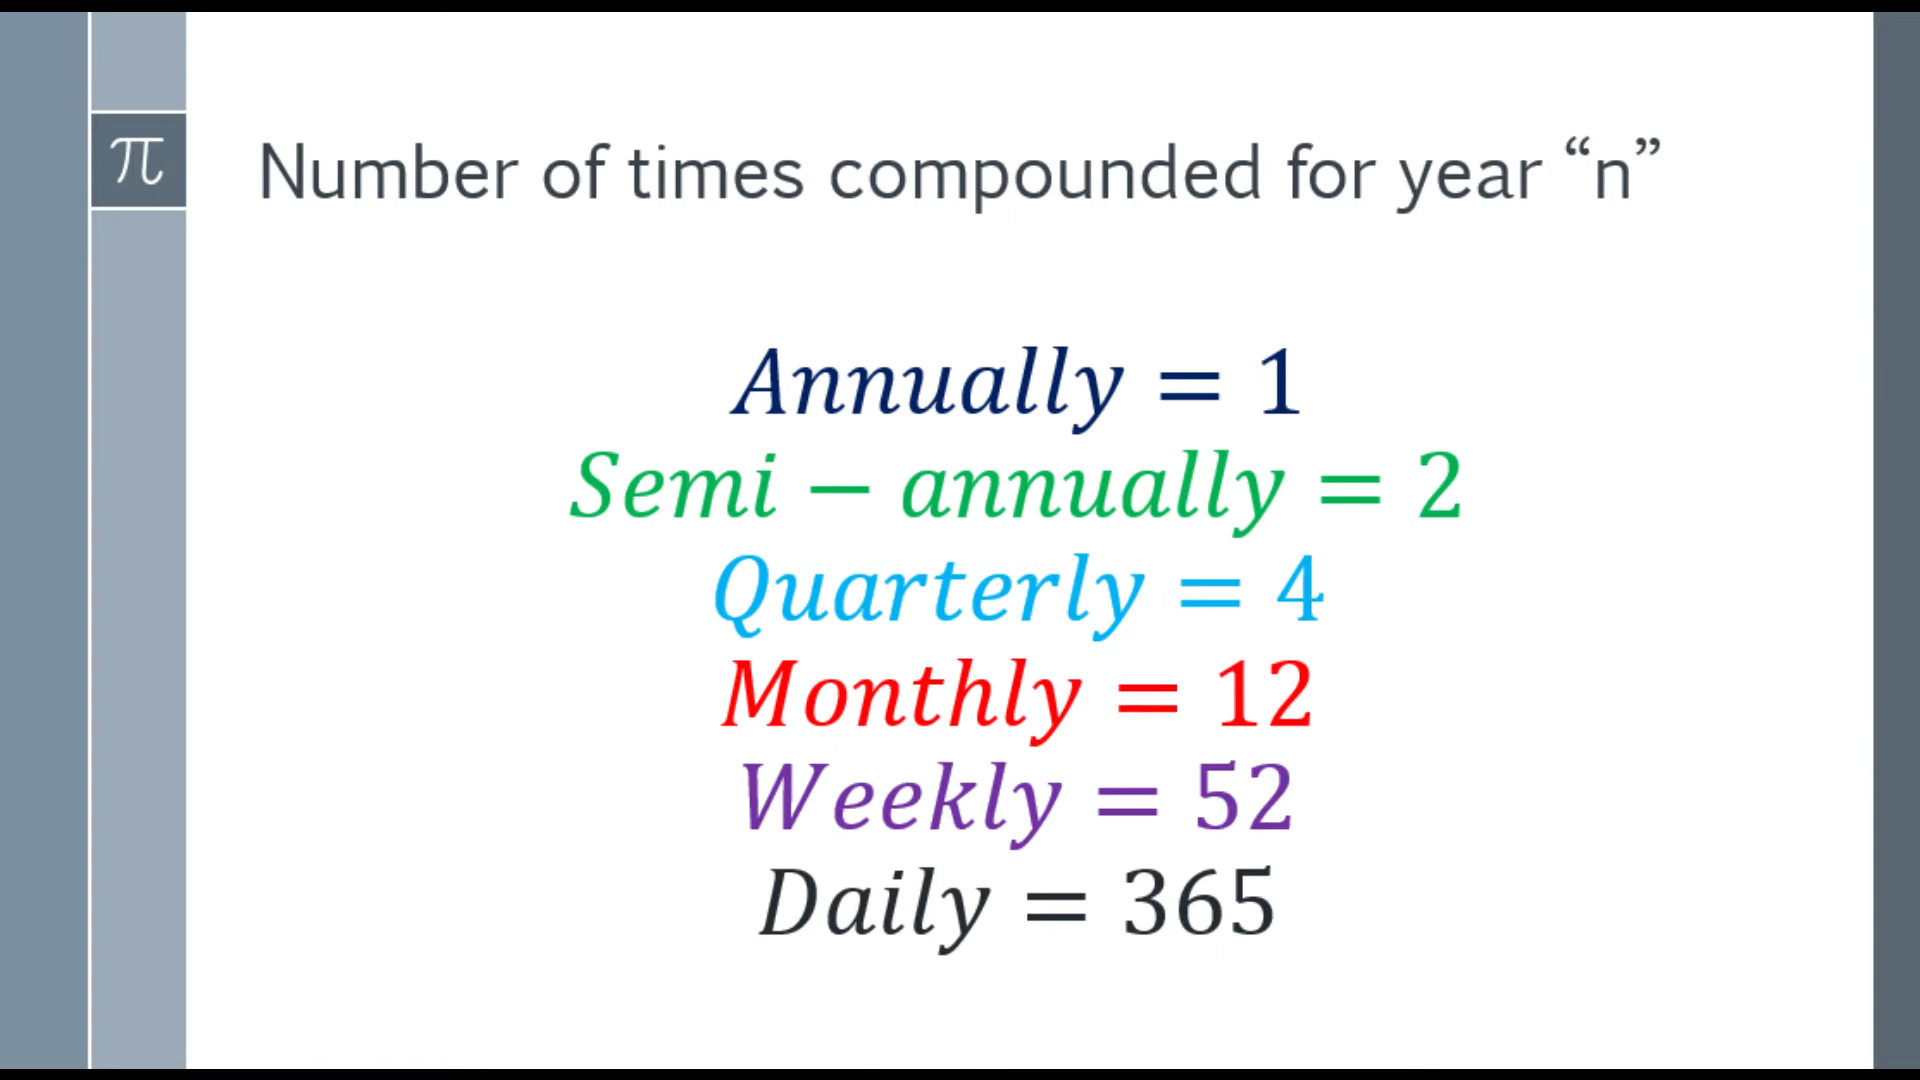 π
Number of times compounded for year “n”
Annually = 1
Semi − annually = 2
Quarterly = 4
Monthly = 12
Weekly = 52
Daily = 365